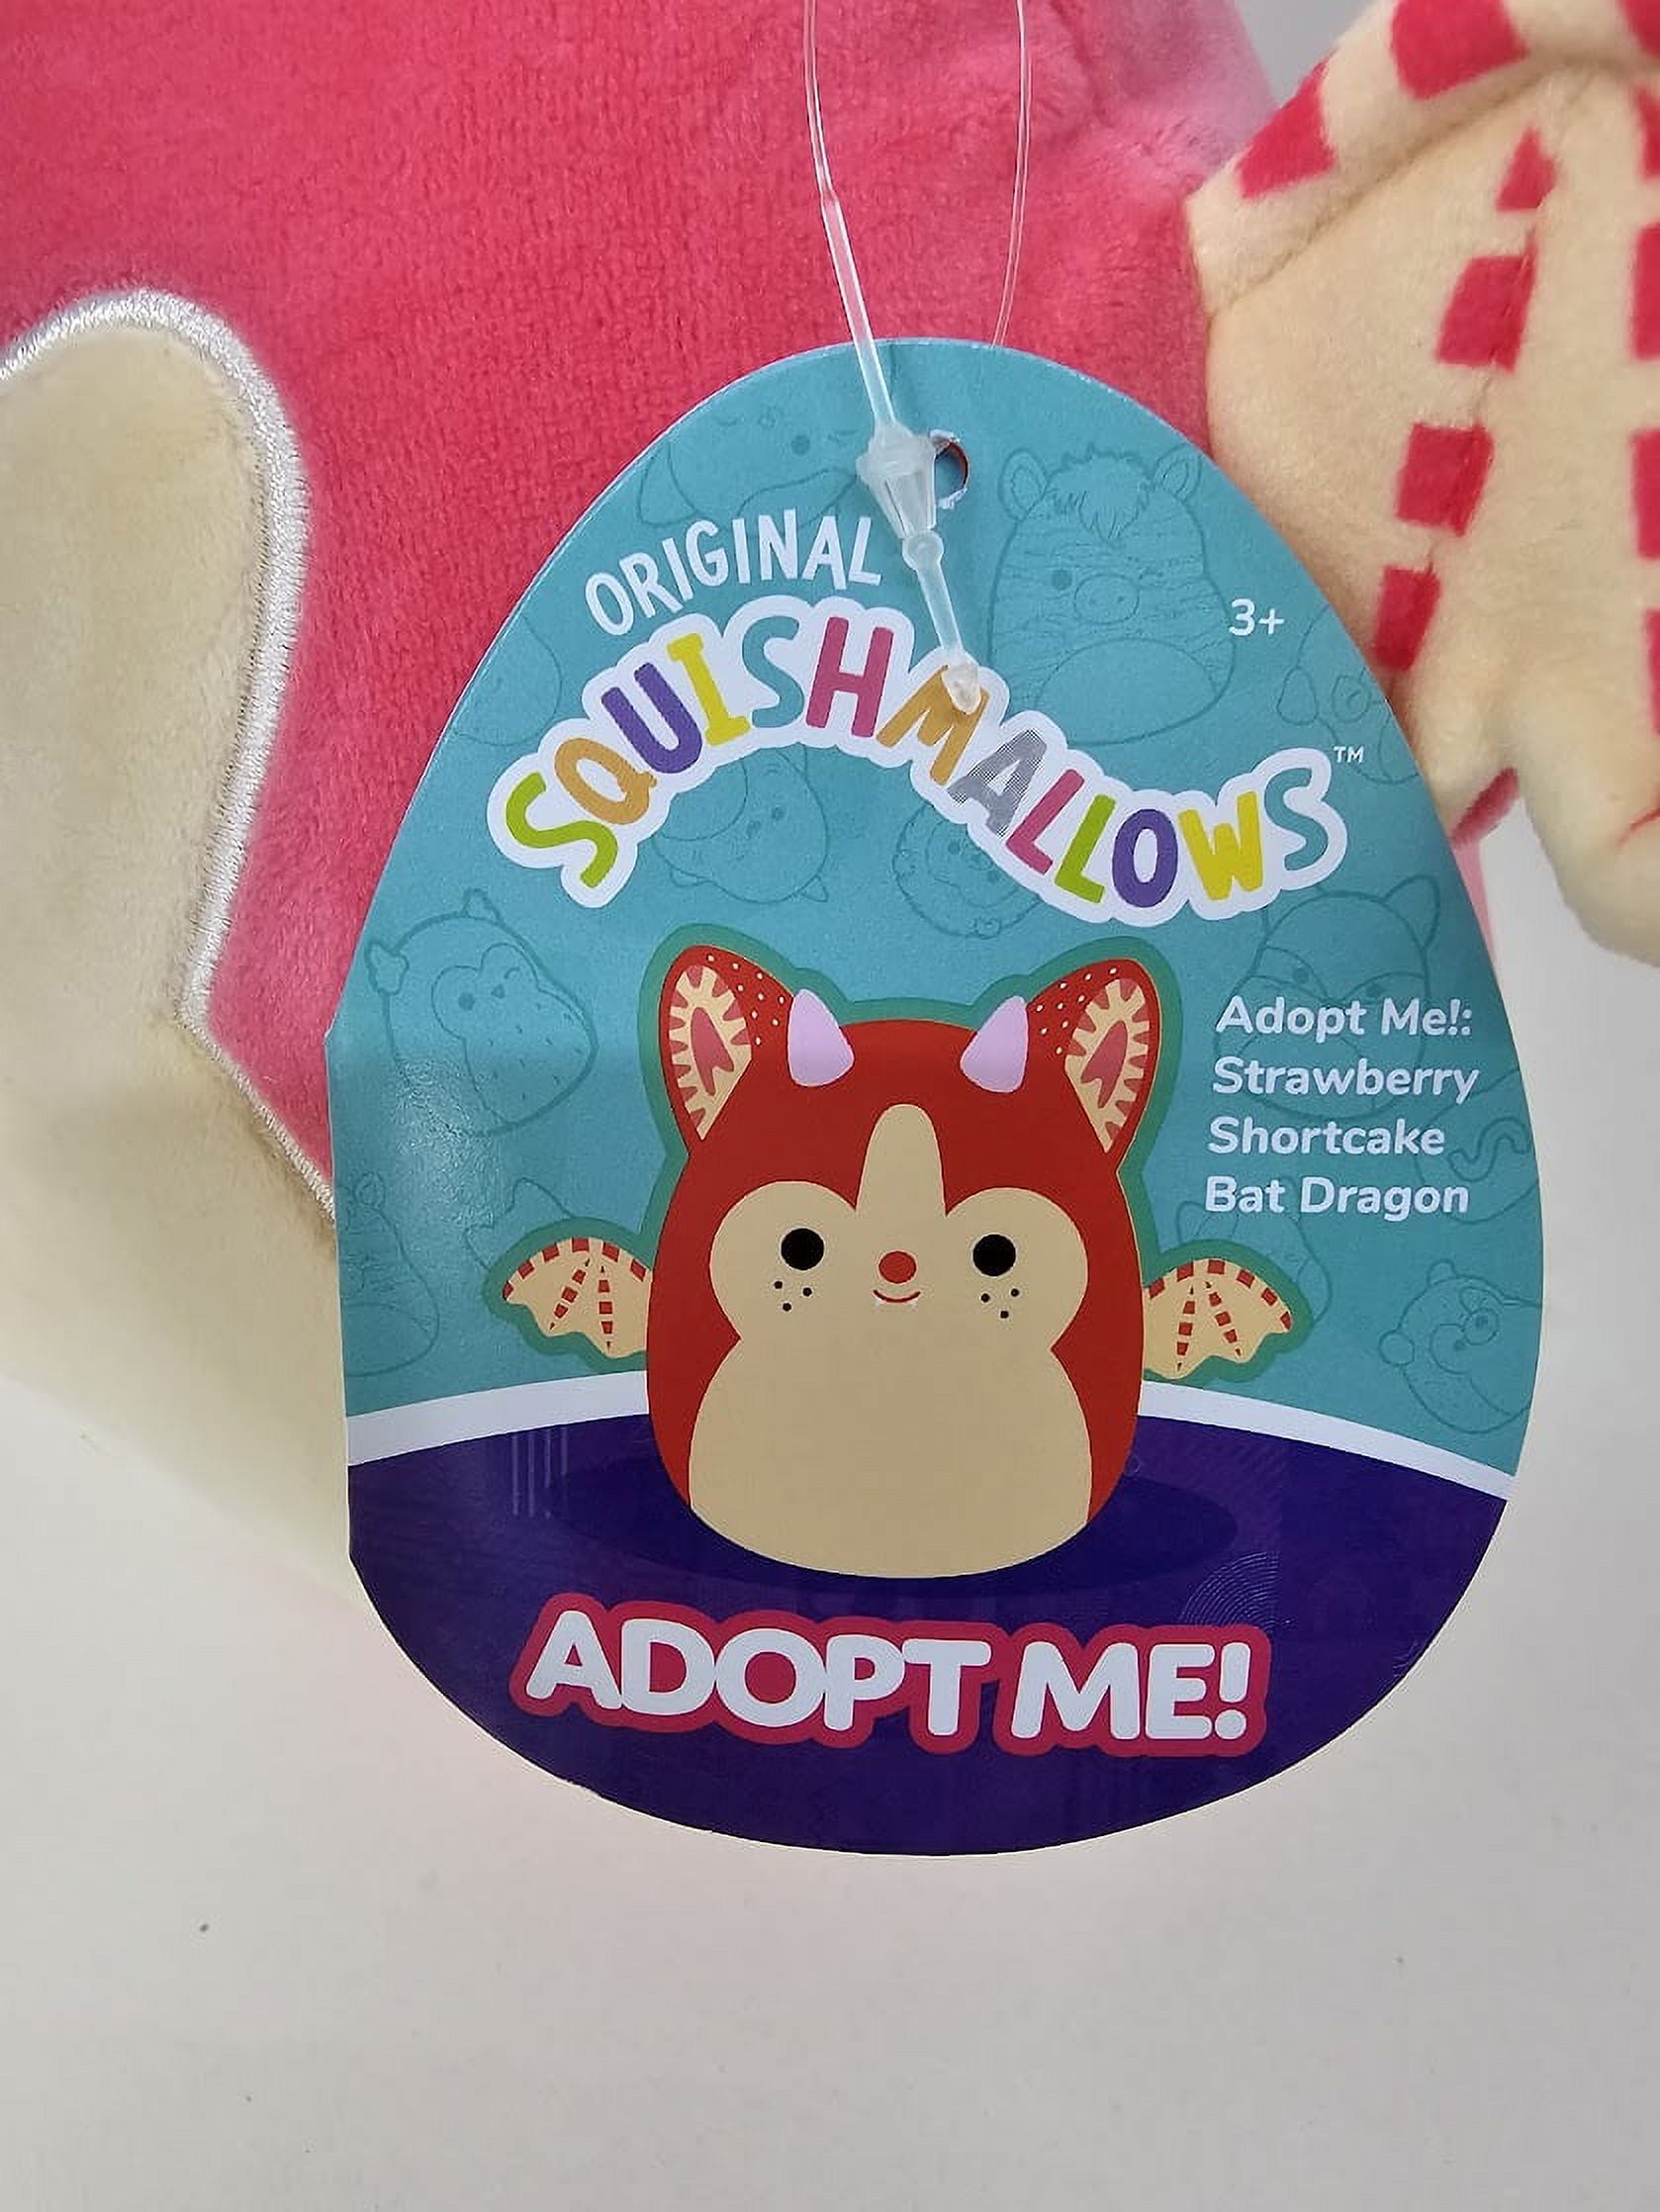 ORIGINAL
SQUISHMALLOWS™
3+
Adopt Me!:
Strawberry
Shortcake
Bat Dragon
ADOPT ME!